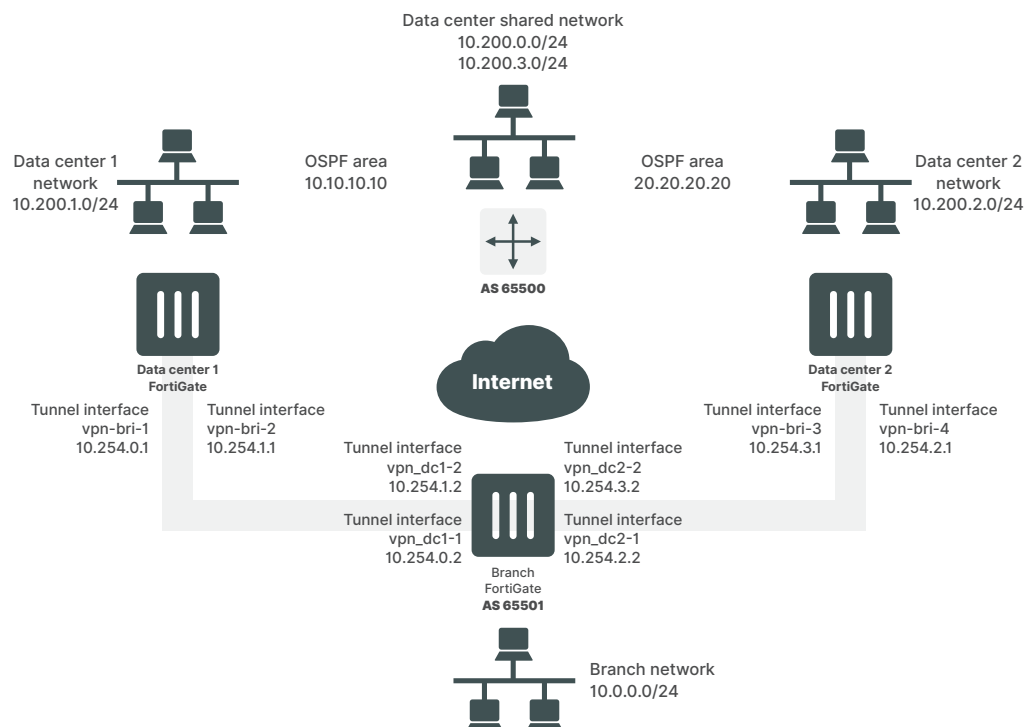 Data center shared network
10.200.0.0/24
10.200.3.0/24
Data center 1
network
10.200.1.0/24
OSPF area
10.10.10.10
OSPF area
20.20.20.20
Data center 2
network
10.200.2.0/24
AS 65500
Data center 1
FortiGate
Internet
Data center 2
FortiGate
Tunnel interface
vpn-bri-1
10.254.0.1
Tunnel interface
vpn-bri-2
10.254.1.1
Tunnel interface
vpn-bri-3
10.254.3.1
Tunnel interface
vpn-bri-4
10.254.2.1
Tunnel interface
vpn_dc1-2
10.254.1.2
Tunnel interface
vpn_dc2-2
10.254.3.2
Tunnel interface
vpn_dc1-1
10.254.0.2
Tunnel interface
vpn_dc2-1
10.254.2.2
Branch
FortiGate
AS 65501
Branch network
10.0.0.0/24